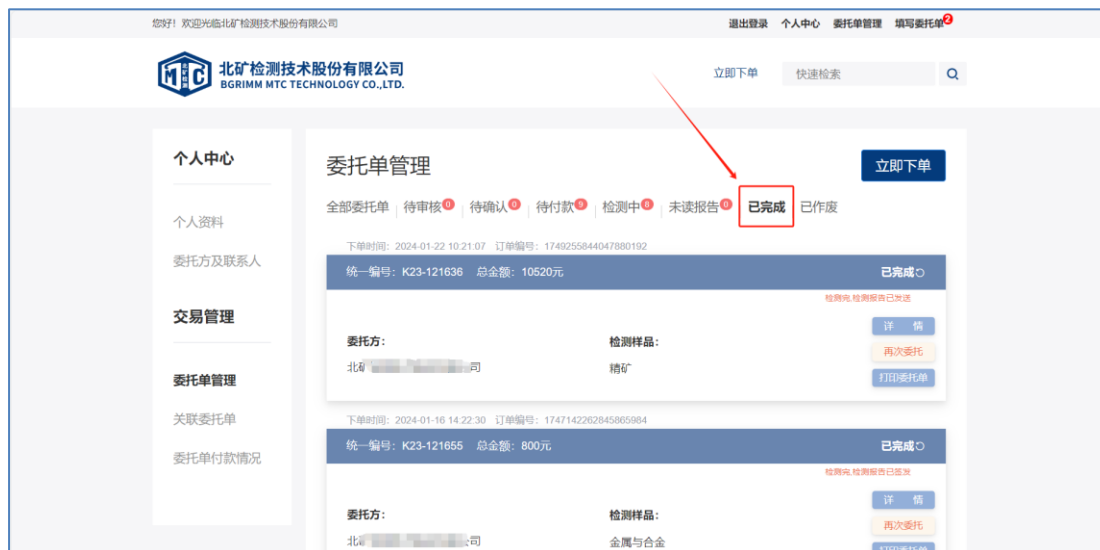 您好！欢迎光临北矿检测技术股份有限公司
退出登录 个人中心 委托单管理 填写委托单 2
北矿检测技术股份有限公司
BGRIMM MTC TECHNOLOGY CO.,LTD.
立即下单 快速检索
个人中心
个人资料
委托方及联系人
交易管理
委托单管理
关联委托单
委托单付款情况
委托单管理
立即下单
全部委托单 待审核 0 待确认 0 待付款 9 检测中 8 未读报告 0 已完成 已作废
下单时间：2024-01-22 10:21:07 订单编号：1749255844047880192
统一编号：K23-121636 总金额：10520元 已完成
检测完,检测报告已发送
委托方： 检测样品：
北矿 司 精矿
详 情
再次委托
打印委托单
下单时间：2024-01-16 14:22:30 订单编号：1747142262845865984
统一编号：K23-121655 总金额：800元 已完成
检测完,检测报告已签发
委托方： 检测样品：
司 金属与合金
详 情
再次委托
打印委托单